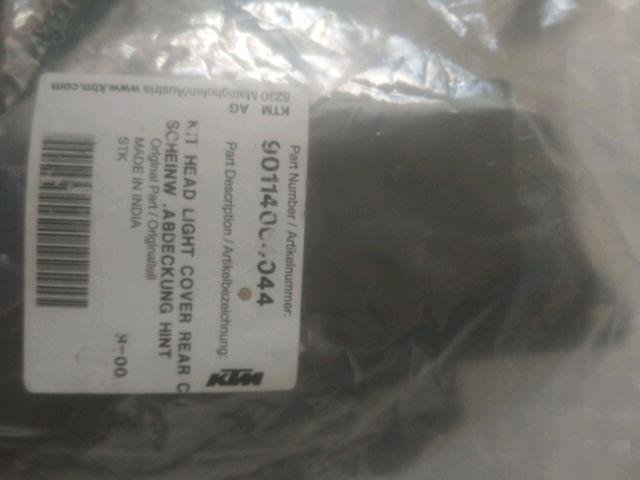 KTM
KTM AG
5230 Mattighofen/Austria www.ktm.com
Part Number / Artikelnummer:
Part Description / Artikelbezeichnung:
KIT HEAD LIGHT COVER REAR C
SCHEINW .ABDECKUNG HINT
Original Part / Originalteil
MADE IN INDIA
STK